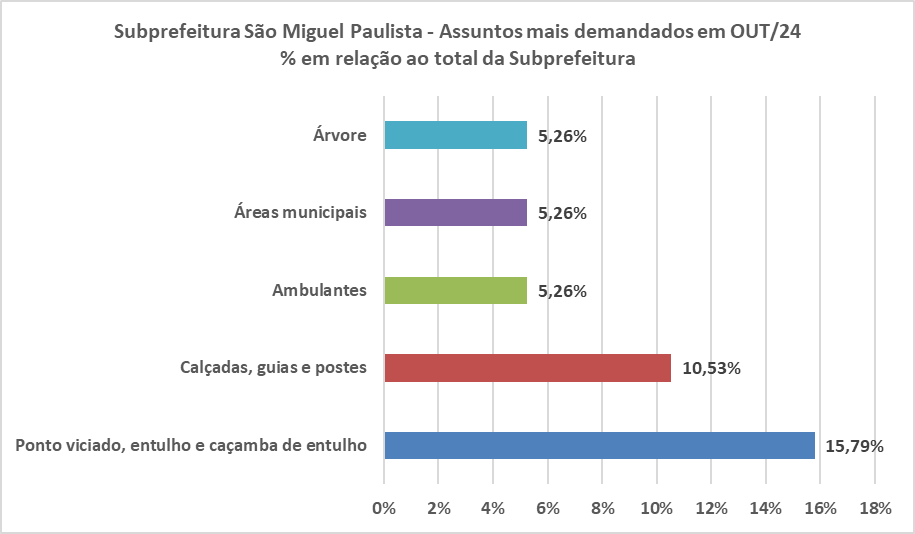 Subprefeitura São Miguel Paulista - Assuntos mais demandados em OUT/24
% em relação ao total da Subprefeitura
Árvore 5,26%
Áreas municipais 5,26%
Ambulantes 5,26%
Calçadas, guias e postes 10,53%
Ponto viciado, entulho e caçamba de entulho 15,79%
0% 2% 4% 6% 8% 10% 12% 14% 16% 18%